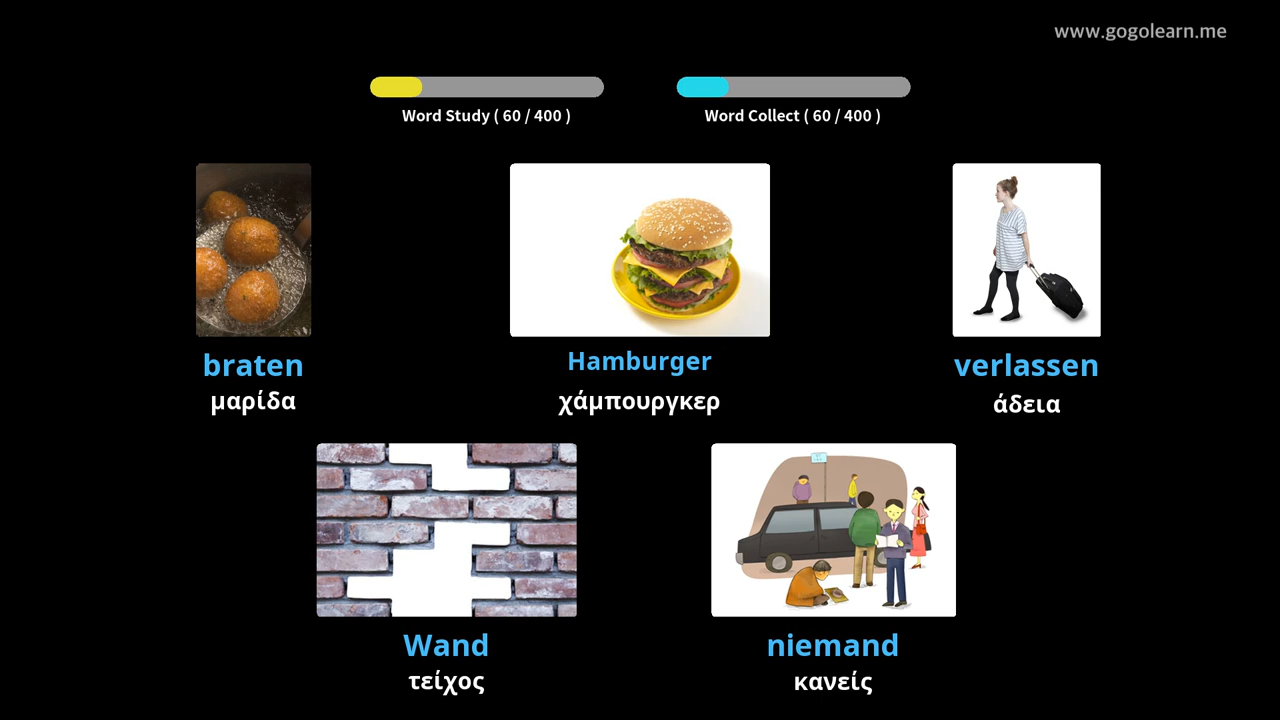 www.gogolearn.me
Word Study ( 60 / 400 )
Word Collect ( 60 / 400 )
braten
μαρίδα
Hamburger
χάμπουργκερ
verlassen
άδεια
Wand
τείχος
niemand
κανείς